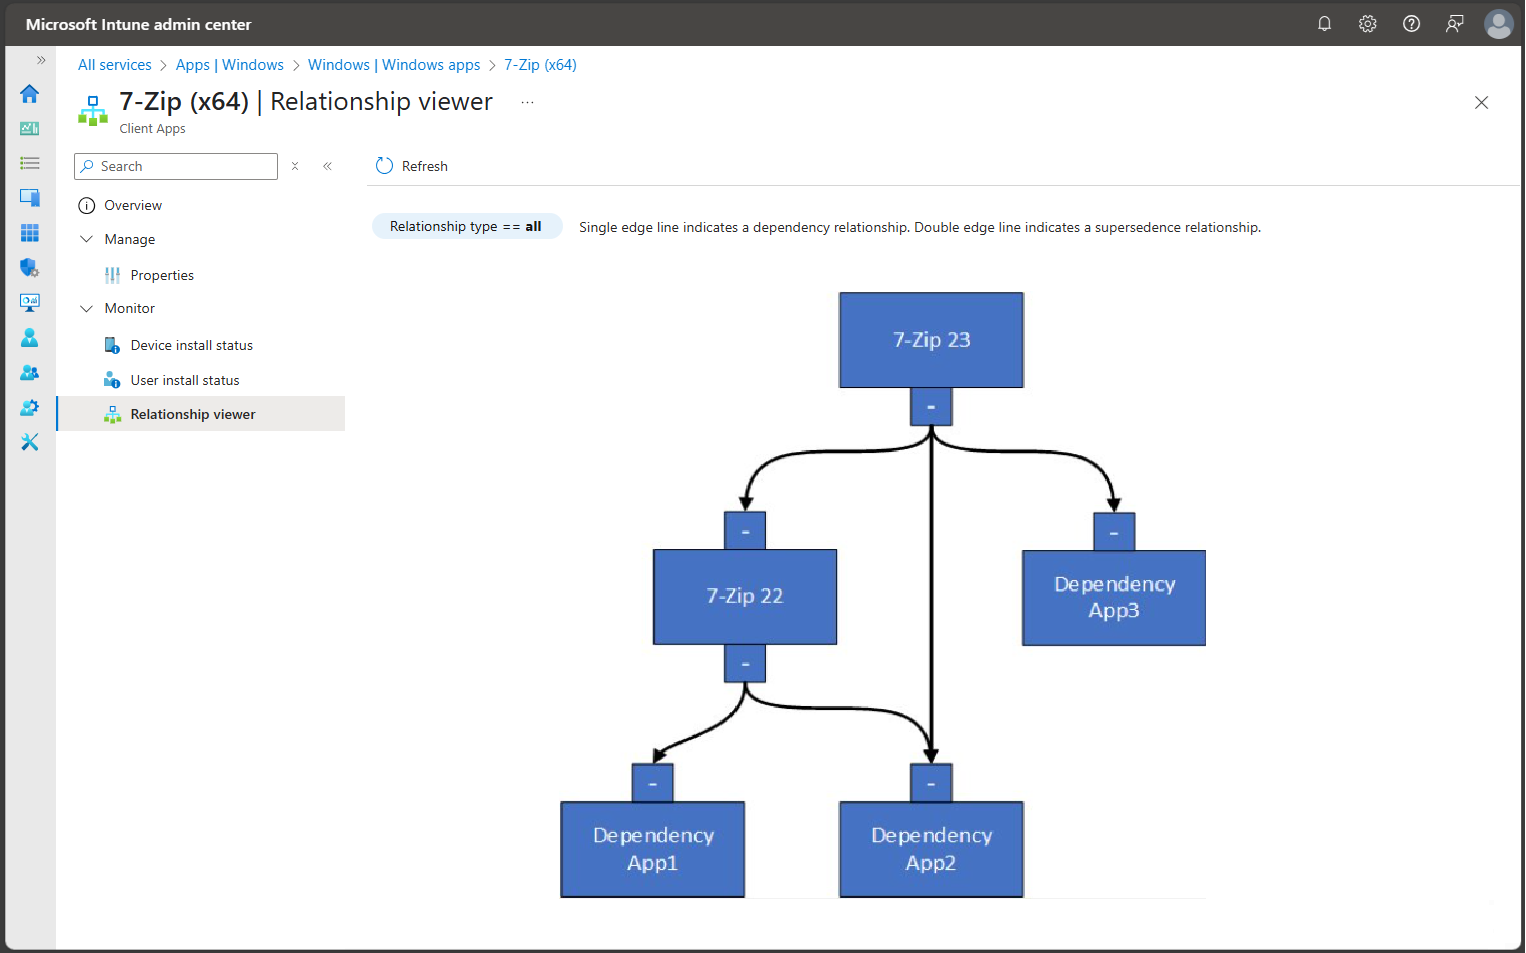 Microsoft Intune admin center
All services > Apps | Windows > Windows | Windows apps > 7-Zip (x64)
7-Zip (x64) | Relationship viewer ...
Client Apps
Search
Refresh
Overview
Relationship type == all
Single edge line indicates a dependency relationship. Double edge line indicates a supersedence relationship.
Manage
Properties
Monitor
Device install status
User install status
Relationship viewer
7-Zip 23
-
-
-
7-Zip 22
Dependency
App3
-
-
-
Dependency
App1
Dependency
App2